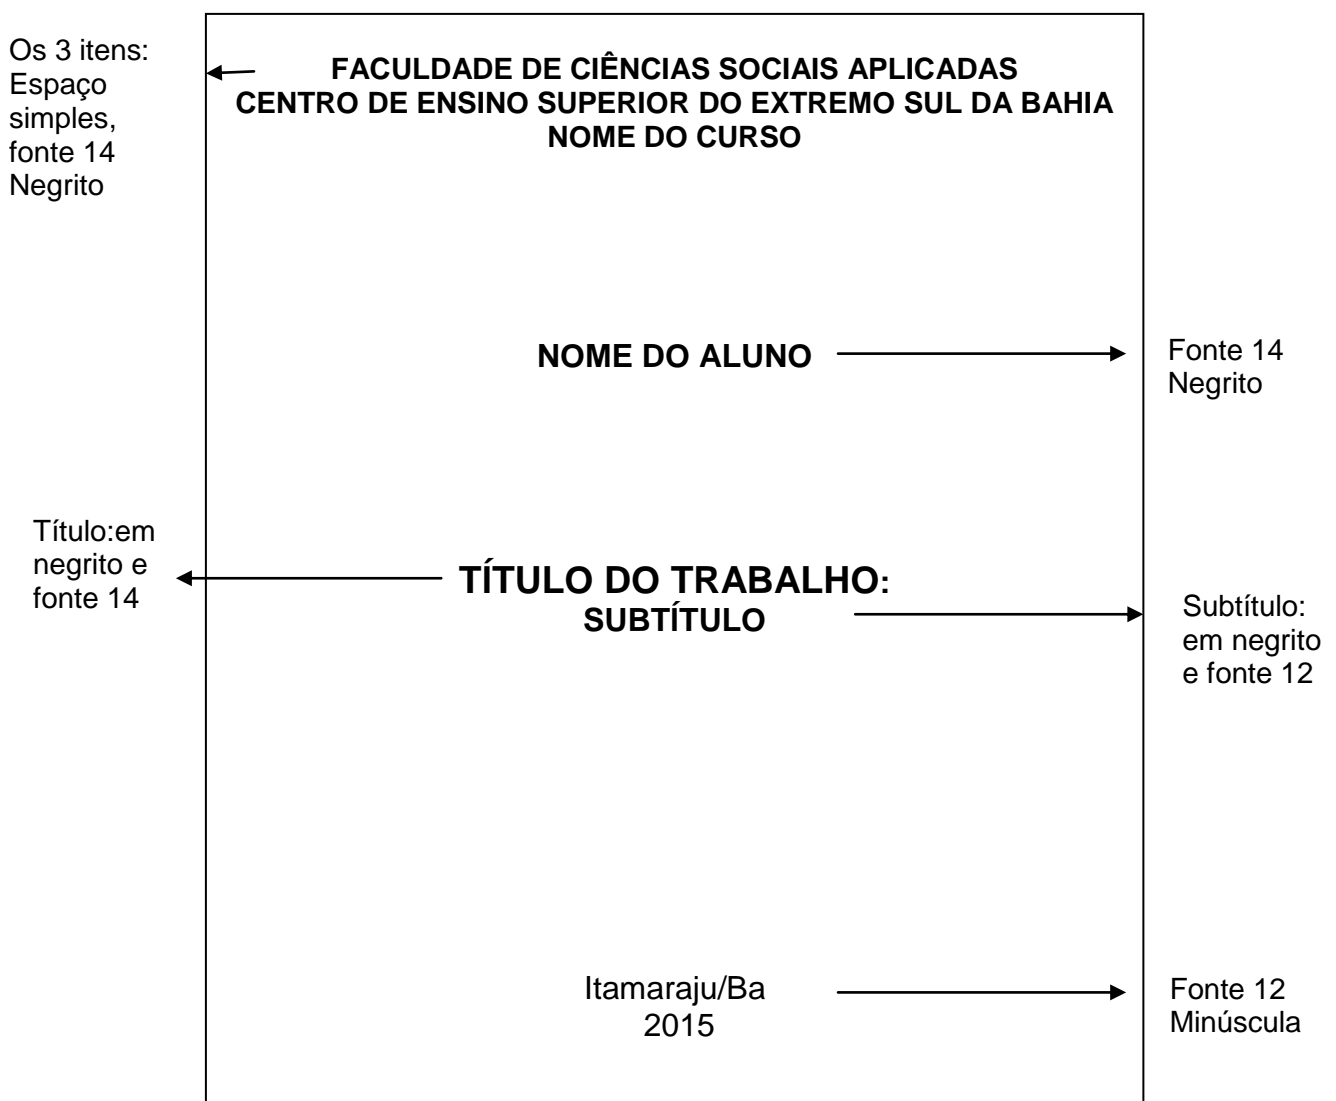 Os 3 itens:
Espaço
simples,
fonte 14
Negrito
FACULDADE DE CIÊNCIAS SOCIAIS APLICADAS
CENTRO DE ENSINO SUPERIOR DO EXTREMO SUL DA BAHIA
NOME DO CURSO
NOME DO ALUNO
Fonte 14
Negrito
Título:em
negrito e
fonte 14
TÍTULO DO TRABALHO:
SUBTÍTULO
Subtítulo:
em negrito
e fonte 12
Itamaraju/Ba
2015
Fonte 12
Minúscula